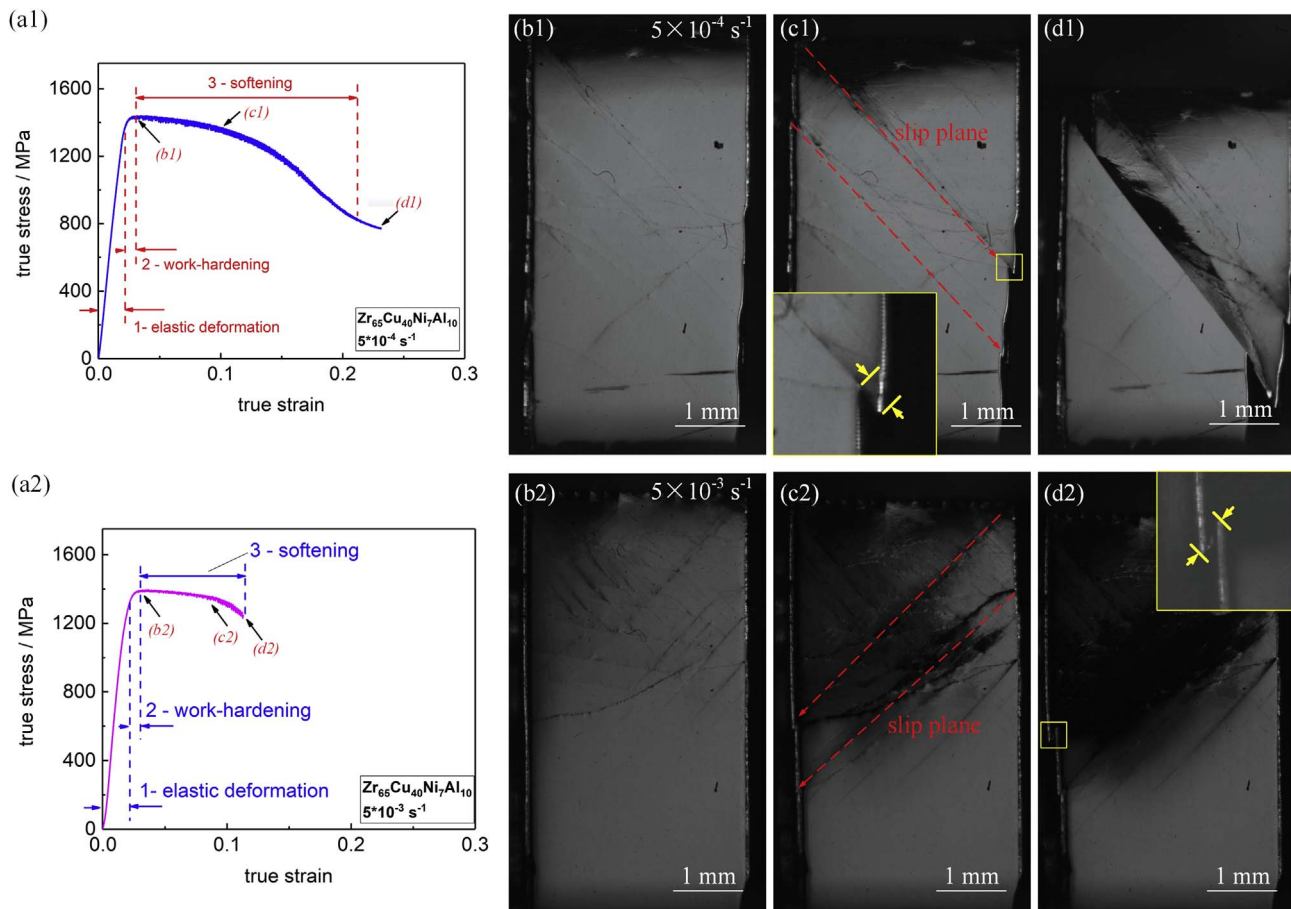 (a1)
1600
1200
800
400
0
0.0
0.1
0.2
0.3
true stress / MPa
true strain
3 - softening
(c1)
(b1)
(d1)
2 - work-hardening
1- elastic deformation
Zr65Cu40Ni7Al10
5*10-4 s-1
(b1)
5×10-4 s-1
1 mm
(c1)
slip plane
1 mm
(d1)
1 mm
(a2)
1600
1200
800
400
0
0.0
0.1
0.2
0.3
true stress / MPa
true strain
3 - softening
(b2)
(c2)
(d2)
2 - work-hardening
1- elastic deformation
Zr65Cu40Ni7Al10
5*10-3 s-1
(b2)
5×10-3 s-1
1 mm
(c2)
slip plane
1 mm
(d2)
1 mm